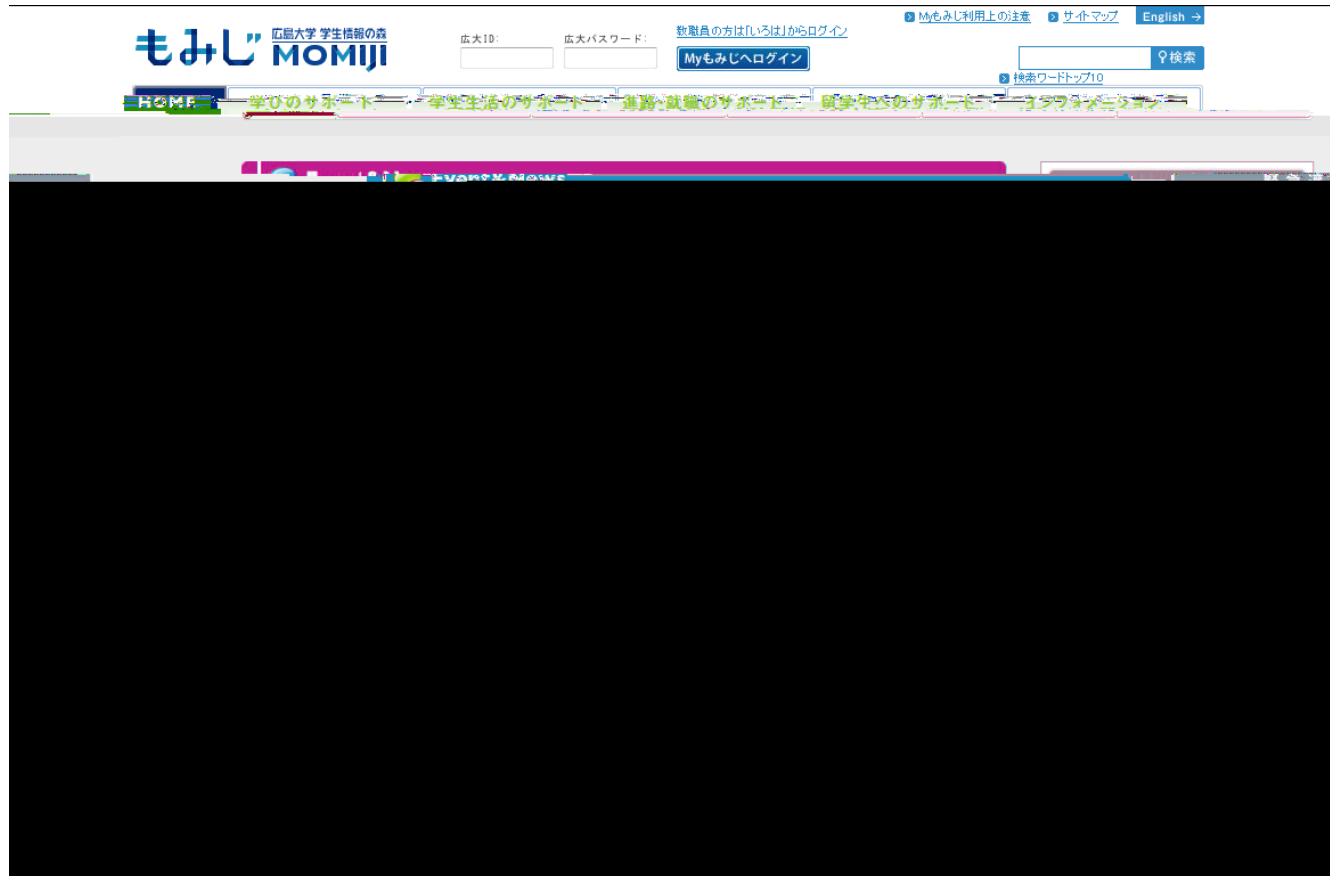 Myもみじ利用上の注意 サイトマップ English →
もみじ 広島大学 学生情報の森 MOMIJI
広大ID: 広大パスワード: 教職員の方は「いろは」からログイン
Myもみじへログイン 検索
検索ワードトップ10
HOME 学びのサポート 学生生活のサポート 進路・就職のサポート 留学生へのサポート インフォメーション
Event & News